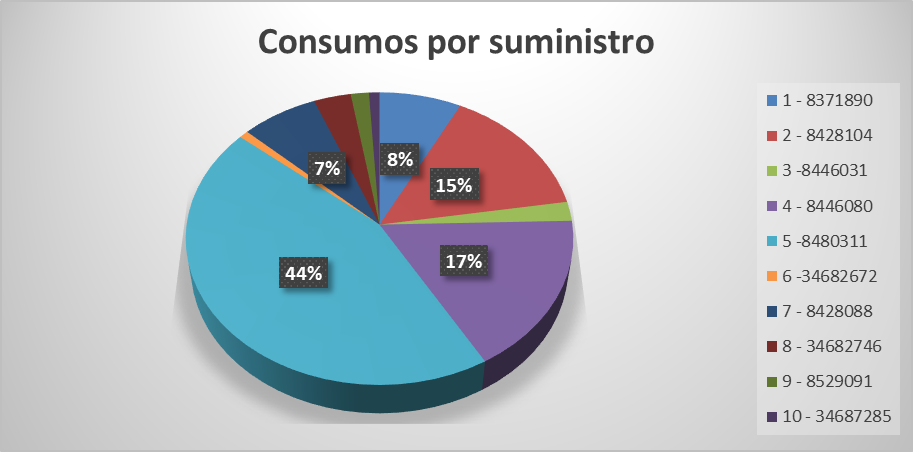 Consumos por suministro
8%
15%
17%
44%
7%
1 - 8371890
2 - 8428104
3 -8446031
4 - 8446080
5 -8480311
6 -34682672
7 - 8428088
8 - 34682746
9 - 8529091
10 - 34687285